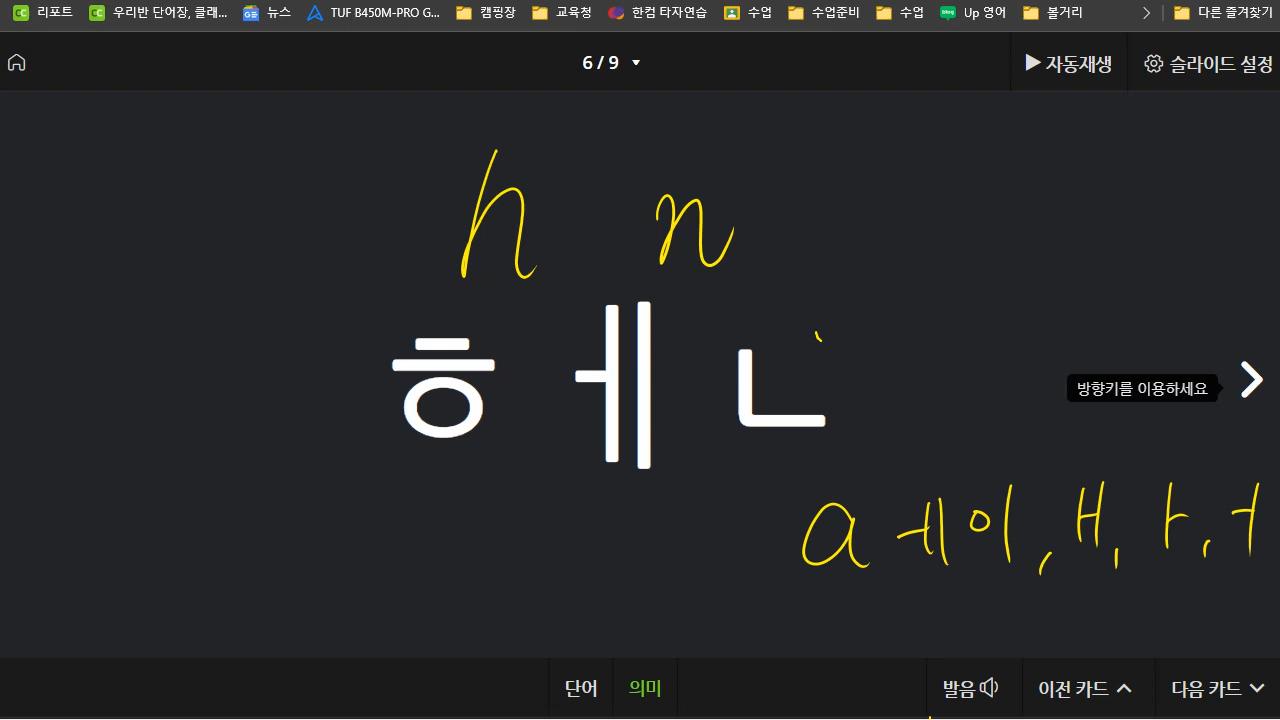 리포트 우리반 단어장, 클래... 뉴스 TUF B450M-PRO G... 캠핑장 교육청 한컴 타자연습 수업 수업준비 수업 Up 영어 볼거리 다른 즐겨찾기
6 / 9 자동재생 슬라이드 설정
h n
ㅎ ㅔ ㄴ
방향키를 이용하세요
a ㅔ이, ㅐ, ㅏ, ㅓ
단어 의미 발음 이전 카드 다음 카드